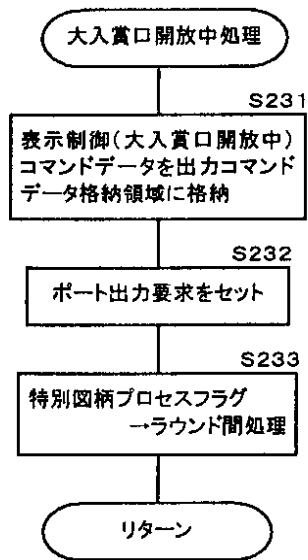 大入賞口開放中処理
S231
表示制御(大入賞口開放中)
コマンドデータを出力コマンド
データ格納領域に格納
S232
ポート出力要求をセット
S233
特別図柄プロセスフラグ
→ラウンド間処理
リターン